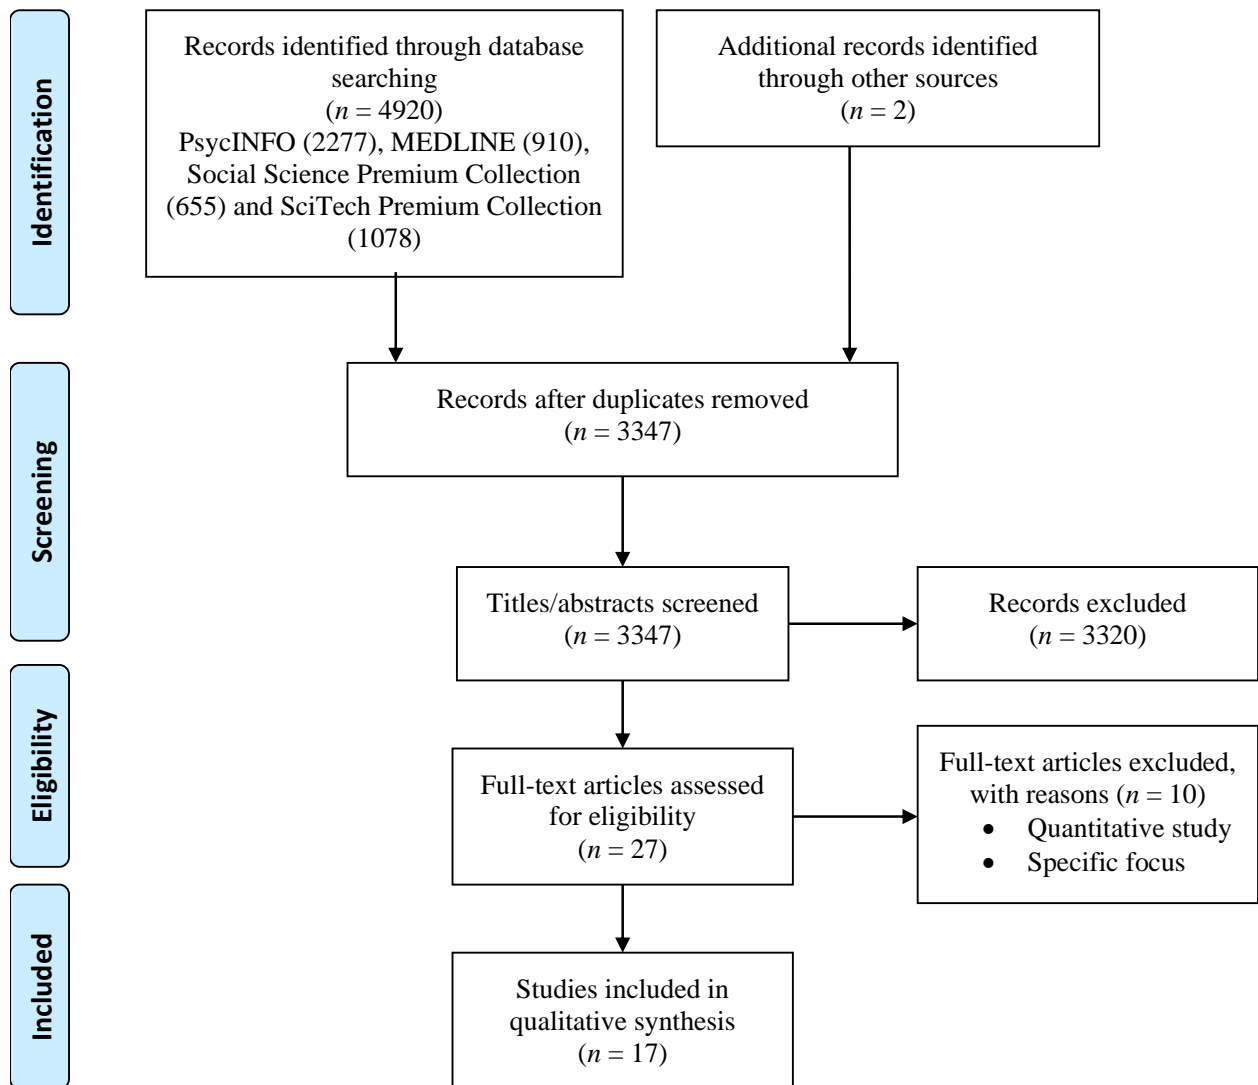 Identification
Records identified through database
searching
(n = 4920)
PsycINFO (2277), MEDLINE (910),
Social Science Premium Collection
(655) and SciTech Premium Collection
(1078)
Additional records identified
through other sources
(n = 2)
Screening
Records after duplicates removed
(n = 3347)
Titles/abstracts screened
(n = 3347)
Records excluded
(n = 3320)
Eligibility
Full-text articles assessed
for eligibility
(n = 27)
Full-text articles excluded,
with reasons (n = 10)
• Quantitative study
• Specific focus
Included
Studies included in
qualitative synthesis
(n = 17)